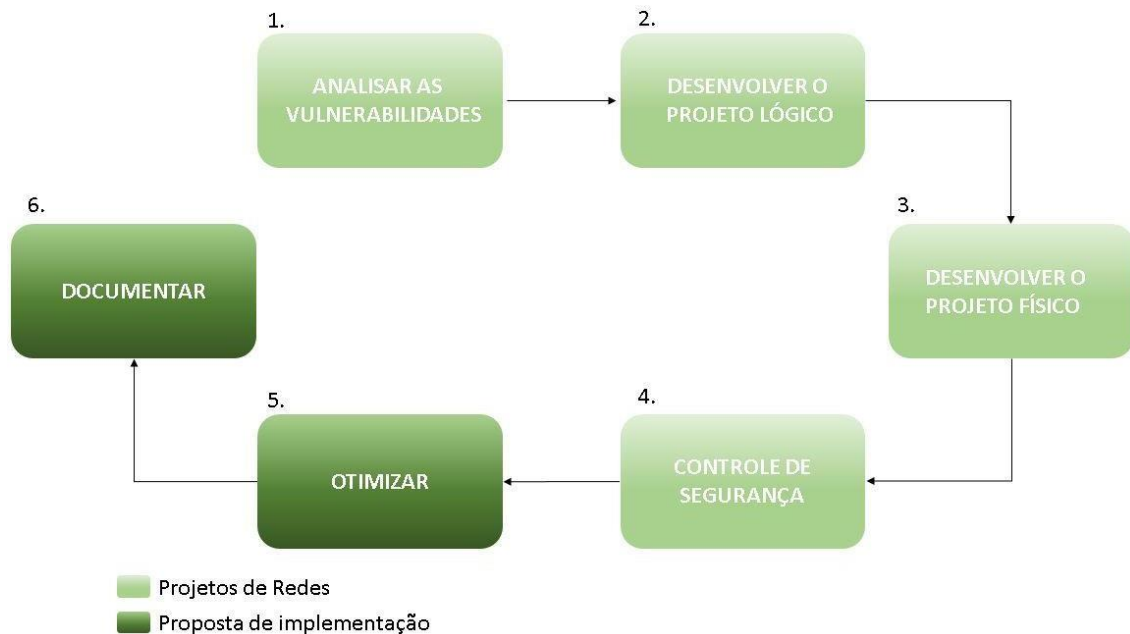 1.
ANALISAR AS
VULNERABILIDADES
2.
DESENVOLVER O
PROJETO LÓGICO
3.
DESENVOLVER O
PROJETO FÍSICO
4.
CONTROLE DE
SEGURANÇA
5.
OTIMIZAR
6.
DOCUMENTAR
Projetos de Redes
Proposta de implementação